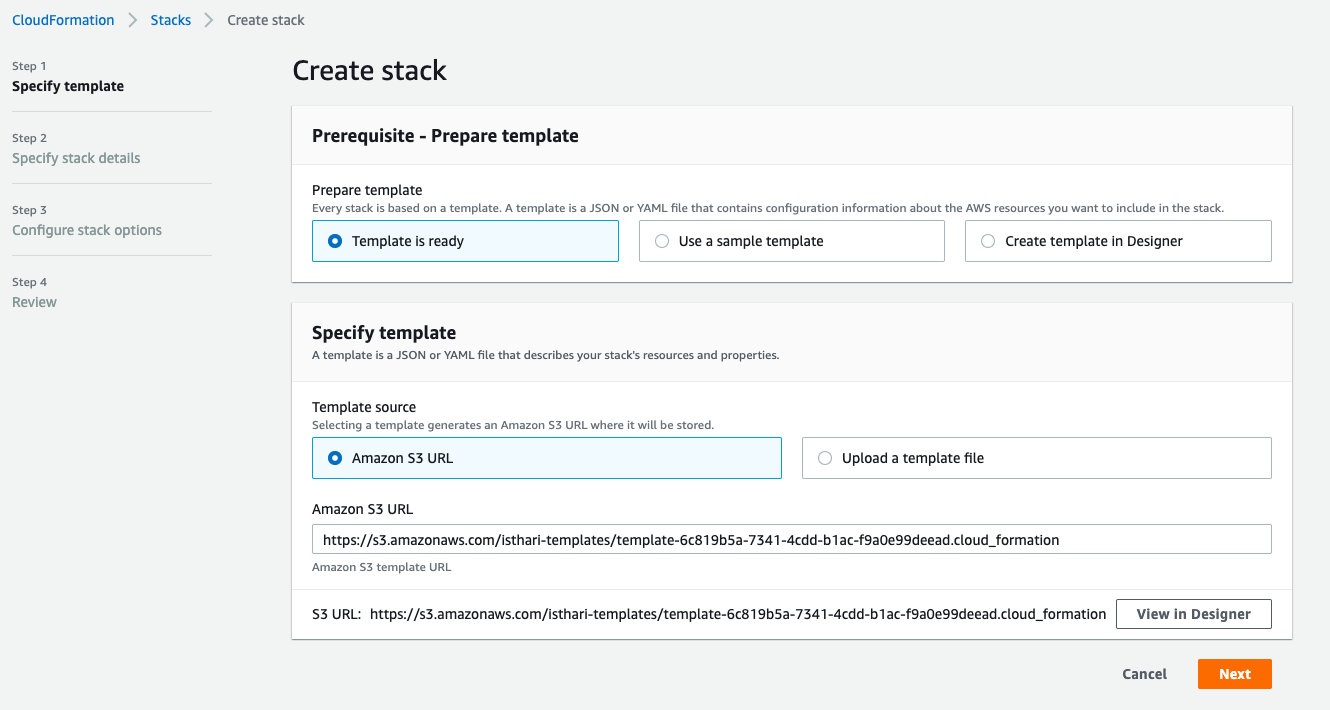 CloudFormation > Stacks > Create stack
Step 1
Specify template
Step 2
Specify stack details
Step 3
Configure stack options
Step 4
Review
Create stack
Prerequisite - Prepare template
Prepare template
Every stack is based on a template. A template is a JSON or YAML file that contains configuration information about the AWS resources you want to include in the stack.
Template is ready
Use a sample template
Create template in Designer
Specify template
A template is a JSON or YAML file that describes your stack's resources and properties.
Template source
Selecting a template generates an Amazon S3 URL where it will be stored.
Amazon S3 URL
Upload a template file
Amazon S3 URL
https://s3.amazonaws.com/isthari-templates/template-6c819b5a-7341-4cdd-b1ac-f9a0e99deead.cloud_formation
Amazon S3 template URL
S3 URL: https://s3.amazonaws.com/isthari-templates/template-6c819b5a-7341-4cdd-b1ac-f9a0e99deead.cloud_formation
View in Designer
Cancel
Next